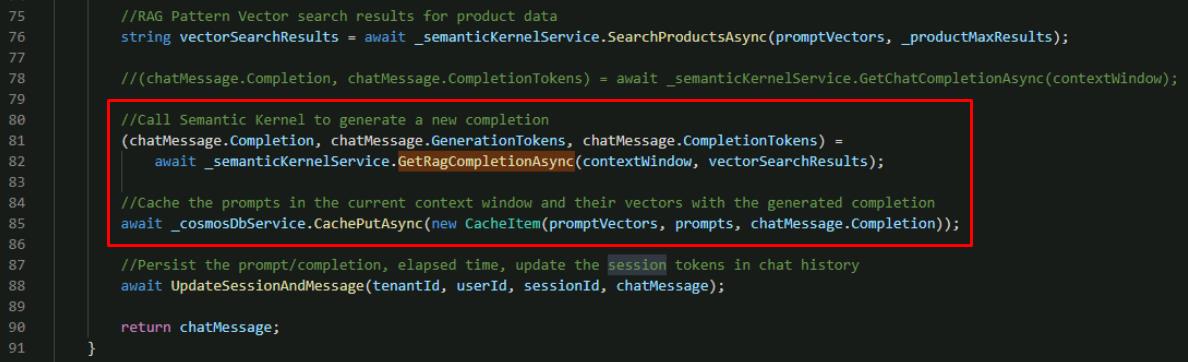 75 //RAG Pattern Vector search results for product data
76 string vectorSearchResults = await _semanticKernelService.SearchProductsAsync(promptVectors, _productMaxResults);
77
78 //(chatMessage.Completion, chatMessage.CompletionTokens) = await _semanticKernelService.GetChatCompletionAsync(contextWindow);
79
80 //Call Semantic Kernel to generate a new completion
81 (chatMessage.Completion, chatMessage.GenerationTokens, chatMessage.CompletionTokens) =
82 await _semanticKernelService.GetRagCompletionAsync(contextWindow, vectorSearchResults);
83
84 //Cache the prompts in the current context window and their vectors with the generated completion
85 await _cosmosDbService.CachePutAsync(new CacheItem(promptVectors, prompts, chatMessage.Completion));
86
87 //Persist the prompt/completion, elapsed time, update the session tokens in chat history
88 await UpdateSessionAndMessage(tenantId, userId, sessionId, chatMessage);
89
90 return chatMessage;
91 }